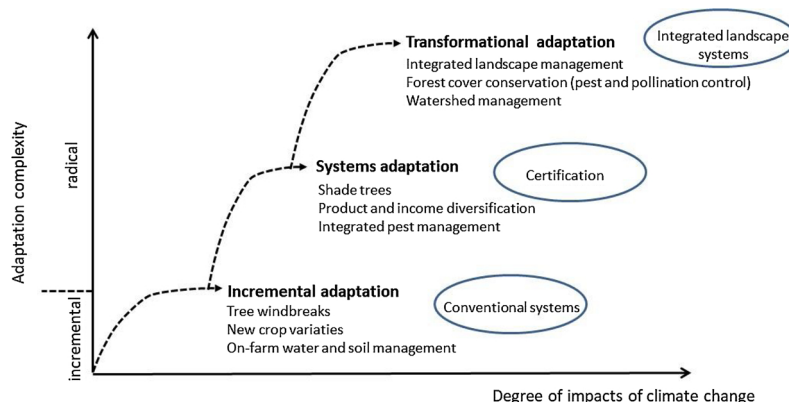 Transformational adaptation
Integrated landscape management
Forest cover conservation (pest and pollination control)
Watershed management
Integrated landscape
systems
Systems adaptation
Shade trees
Product and income diversification
Integrated pest management
Certification
Incremental adaptation
Tree windbreaks
New crop variaties
On-farm water and soil management
Conventional systems
Adaptation complexity
radical
incremental
Degree of impacts of climate change